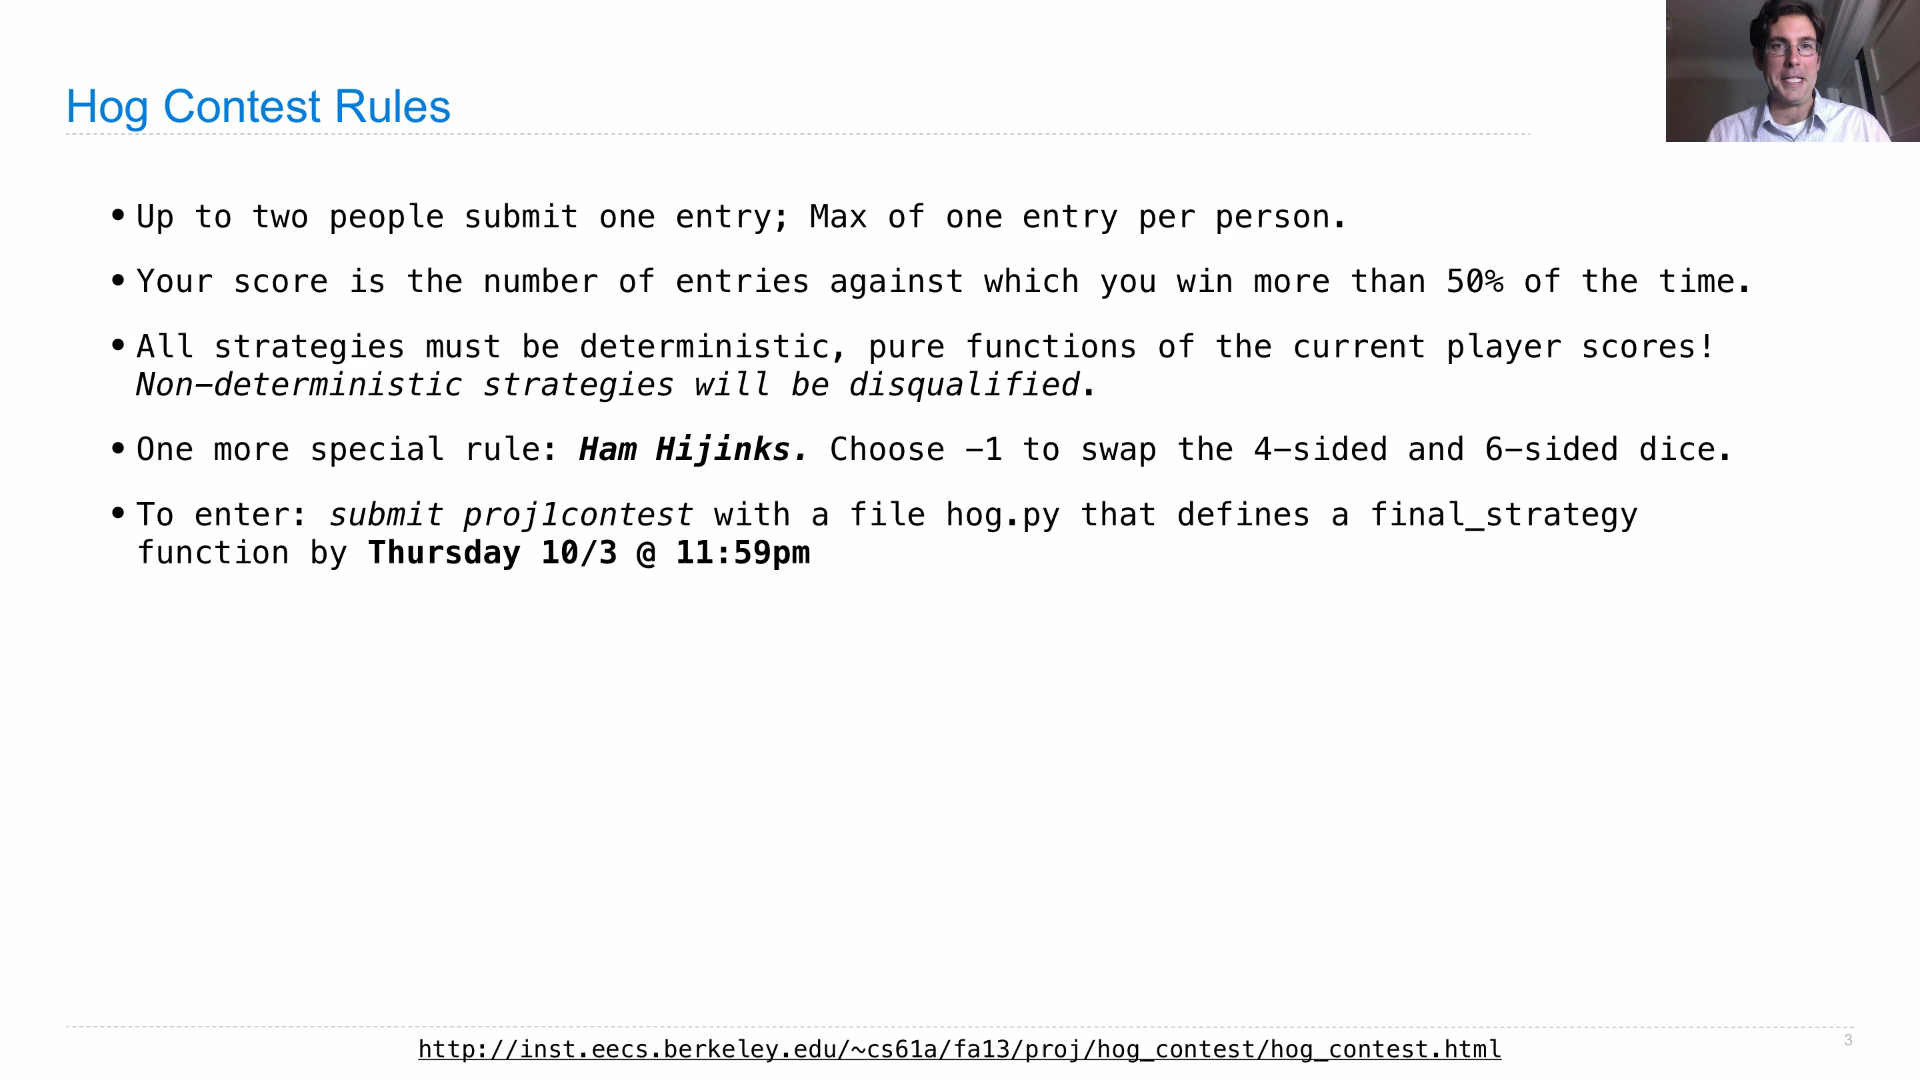 Hog Contest Rules
•Up to two people submit one entry; Max of one entry per person.
•Your score is the number of entries against which you win more than 50% of the time.
•All strategies must be deterministic, pure functions of the current player scores!
Non-deterministic strategies will be disqualified.
•One more special rule: Ham Hijinks. Choose -1 to swap the 4-sided and 6-sided dice.
•To enter: submit proj1contest with a file hog.py that defines a final_strategy
function by Thursday 10/3 @ 11:59pm
http://inst.eecs.berkeley.edu/~cs61a/fa13/proj/hog_contest/hog_contest.html
3